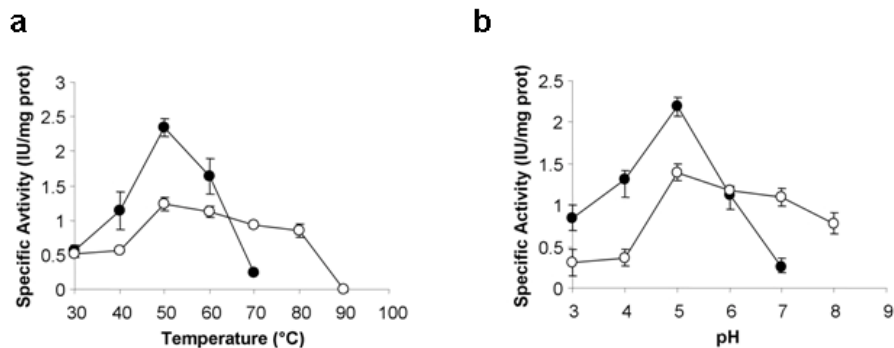 a
b
Specific Avtivity (IU/mg prot)
3
2.5
2
1.5
1
0.5
0
30 40 50 60 70 80 90 100
Temperature (°C)
Specific Activity (IU/mg prot)
2.5
2
1.5
1
0.5
0
3 4 5 6 7 8 9
pH